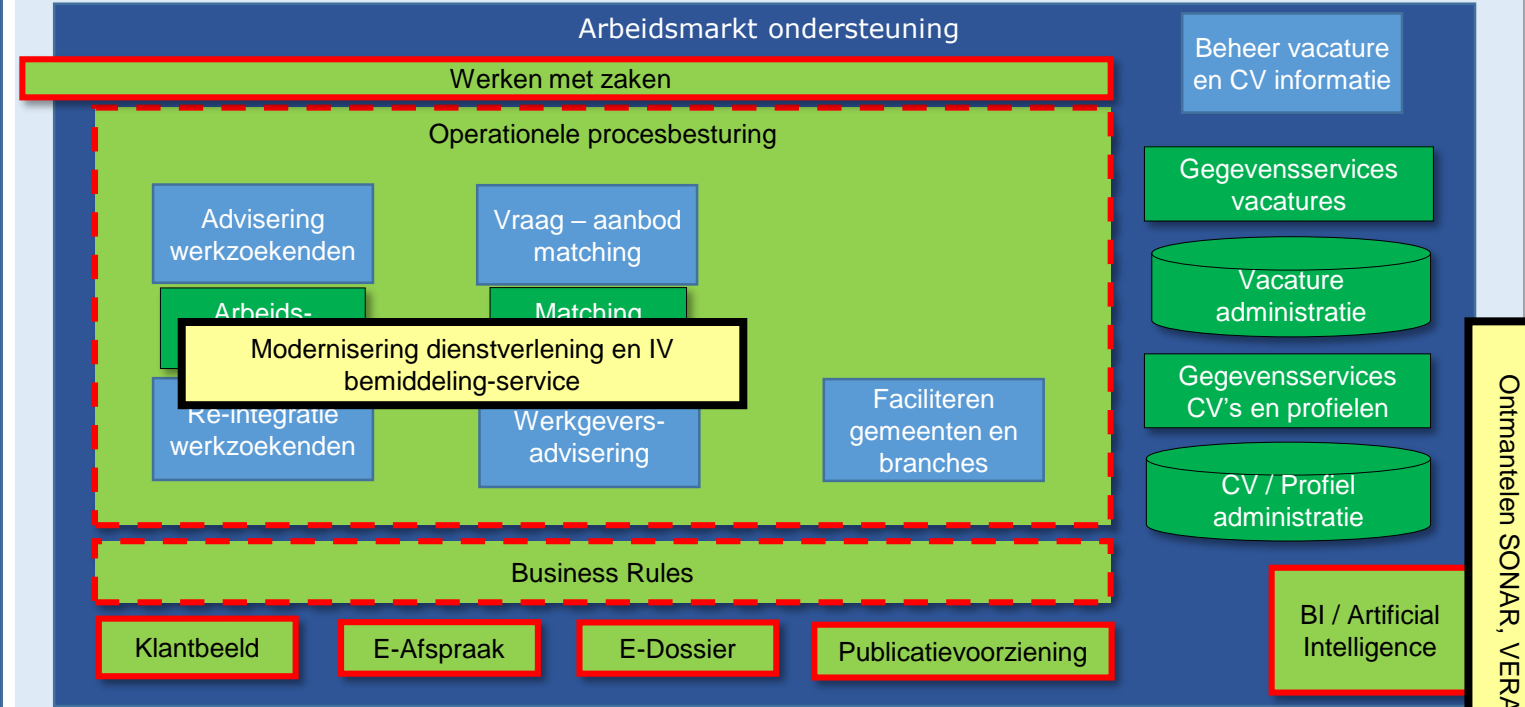 Arbeidsmarkt ondersteuning
Beheer vacature
en CV informatie
Werken met zaken
Operationele procesbesturing
Gegevensservices
vacatures
Advisering
werkzoekenden
Vraag – aanbod
matching
Vacature
administratie
Arbeids-
Matching
Modernisering dienstverlening en IV
bemiddeling-service
Gegevensservices
CV's en profielen
Re-integratie
werkzoekenden
Werkgevers-
advisering
Faciliteren
gemeenten en
branches
CV / Profiel
administratie
Ontmantelen SONAR, VERA
Business Rules
BI / Artificial
Intelligence
Klantbeeld
E-Afspraak
E-Dossier
Publicatievoorziening